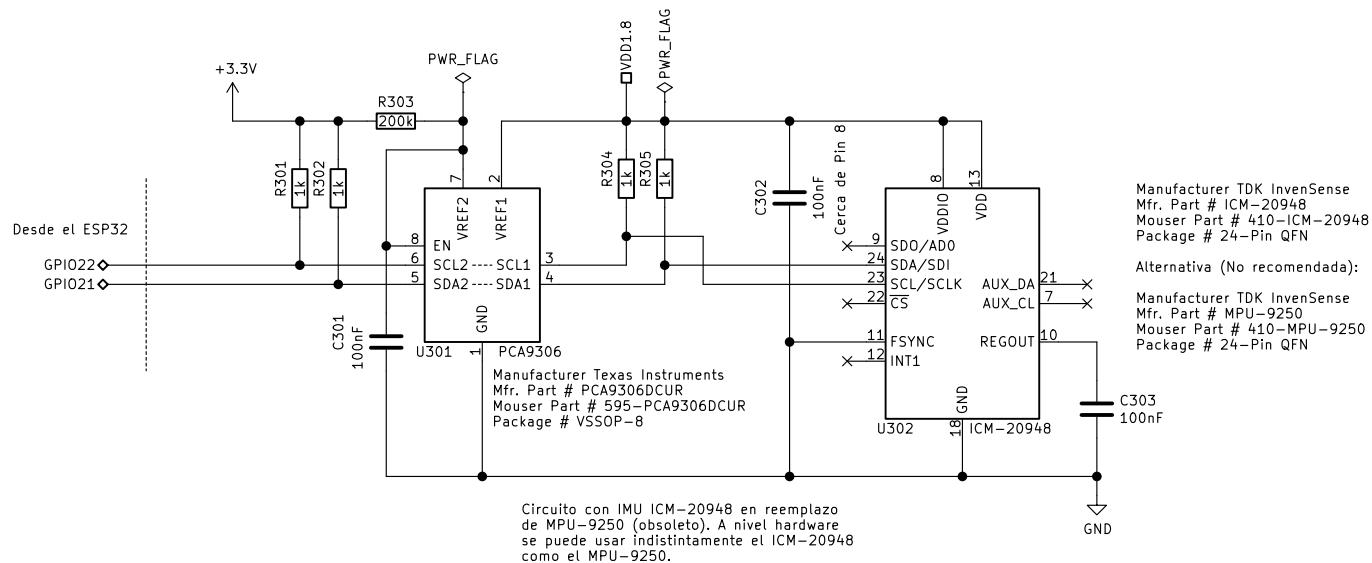 PWR_FLAG
+3.3V
R303
200k
VDD1.8
PWR_FLAG
R301
1k
R302
1k
R304
1k
R305
1k
C302
100nF
Cerca de Pin 8
Desde el ESP32
GPIO22
GPIO21
7
2
VREF2
VREF1
8
EN
6
SCL2
SCL1
3
5
SDA2
SDA1
4
GND
1
C301
100nF
U301
PCA9306
Manufacturer Texas Instruments
Mfr. Part # PCA9306DCUR
Mouser Part # 595-PCA9306DCUR
Package # VSSOP-8
8
13
VDDIO
VDD
9
SDO/AD0
24
SDA/SDI
23
SCL/SCLK
22
CS
11
FSYNC
12
INT1
AUX_DA
21
AUX_CL
7
REGOUT
10
GND
18
U302
ICM-20948
C303
100nF
GND
Manufacturer TDK InvenSense
Mfr. Part # ICM-20948
Mouser Part # 410-ICM-20948
Package # 24-Pin QFN
Alternativa (No recomendada):
Manufacturer TDK InvenSense
Mfr. Part # MPU-9250
Mouser Part # 410-MPU-9250
Package # 24-Pin QFN
Circuito con IMU ICM-20948 en reemplazo
de MPU-9250 (obsoleto). A nivel hardware
se puede usar indistintamente el ICM-20948
como el MPU-9250.